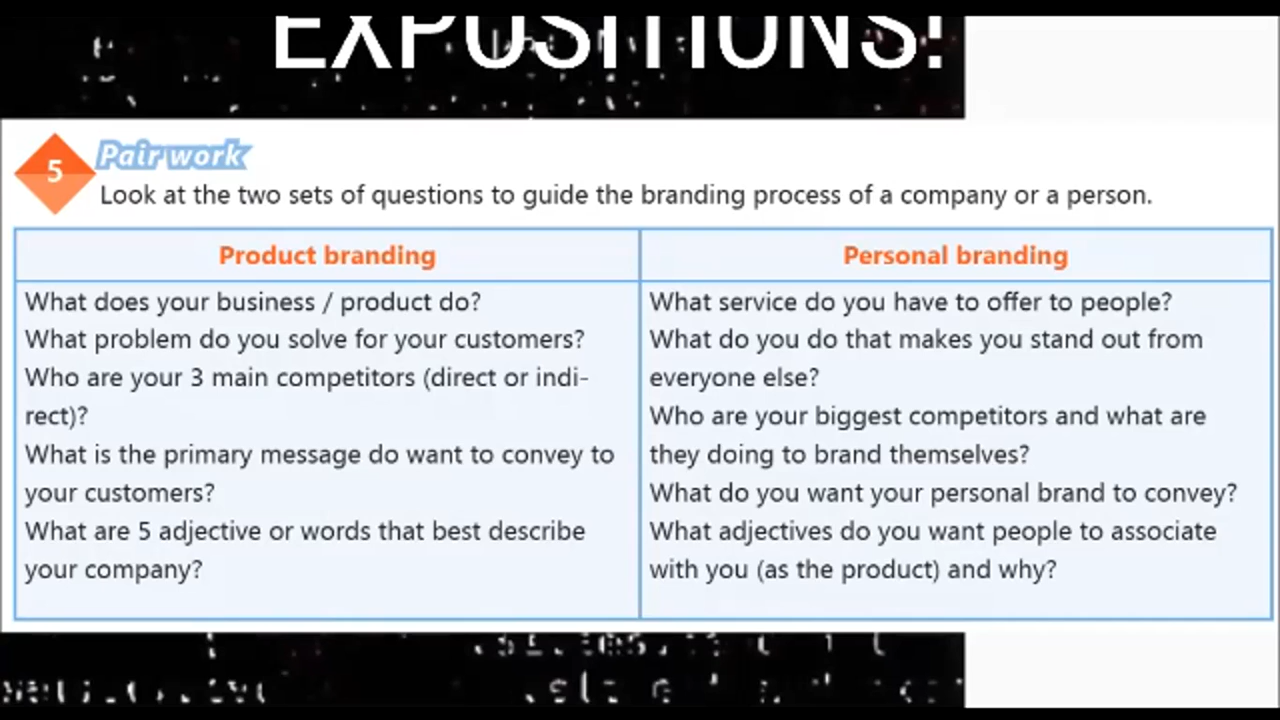 EXPOSITIONS!
5
Pair work
Look at the two sets of questions to guide the branding process of a company or a person.
Product branding
What does your business / product do?
What problem do you solve for your customers?
Who are your 3 main competitors (direct or indi-
rect)?
What is the primary message do want to convey to
your customers?
What are 5 adjective or words that best describe
your company?
Personal branding
What service do you have to offer to people?
What do you do that makes you stand out from
everyone else?
Who are your biggest competitors and what are
they doing to brand themselves?
What do you want your personal brand to convey?
What adjectives do you want people to associate
with you (as the product) and why?